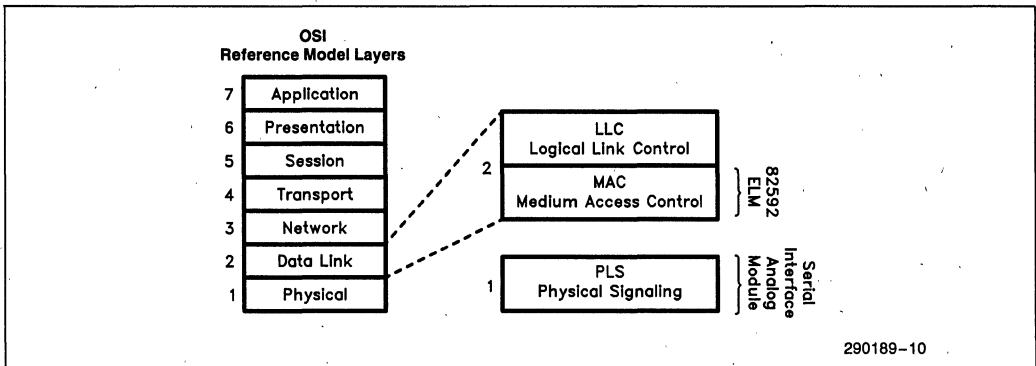 OSI
Reference Model Layers
7 Application
6 Presentation
5 Session
4 Transport
3 Network
2 Data Link
1 Physical
2
LLC
Logical Link Control
MAC
Medium Access Control
82592
ELM
1
PLS
Physical Signaling
Serial
Interface
Analog
Module
290189-10